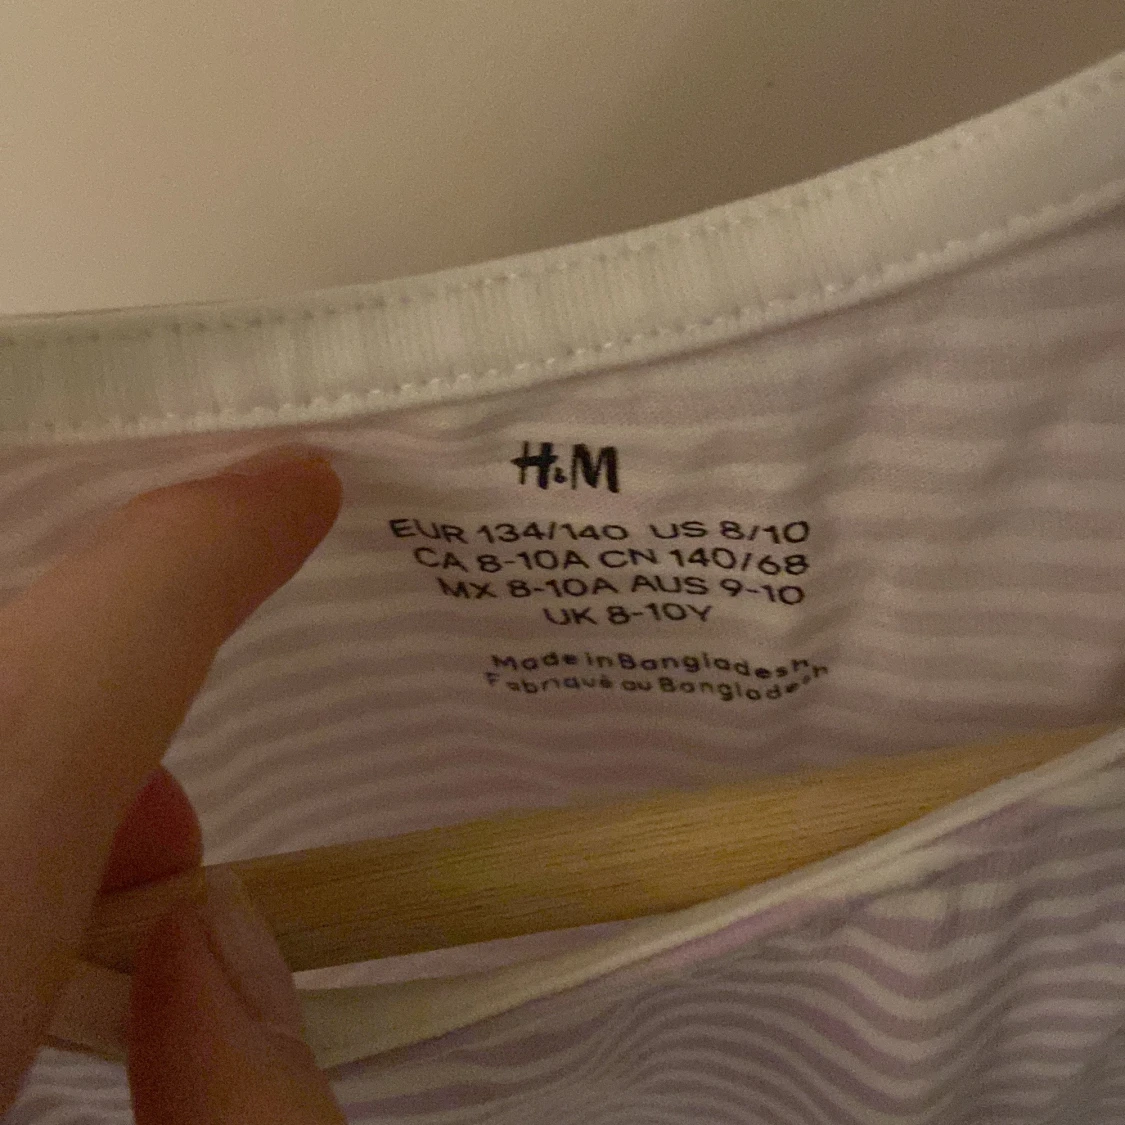 H&M
EUR 134/140 US 8/10
CA 8-10A CN 140/68
MX 8-10A AUS 9-10
UK 8-10Y
Made in Bangladesh
Fabriqué au Bangladesh